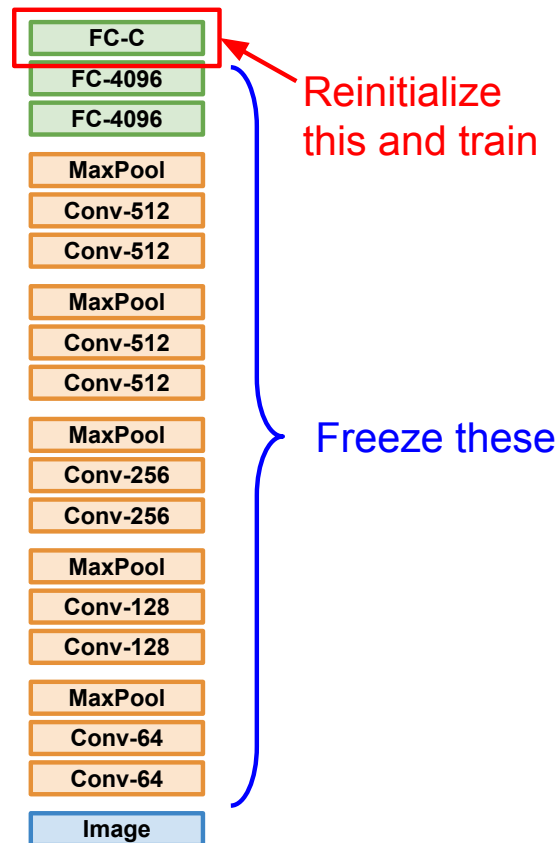 FC-C
FC-4096
FC-4096
Reinitialize
this and train
MaxPool
Conv-512
Conv-512
MaxPool
Conv-512
Conv-512
MaxPool
Conv-256
Conv-256
Freeze these
MaxPool
Conv-128
Conv-128
MaxPool
Conv-64
Conv-64
Image